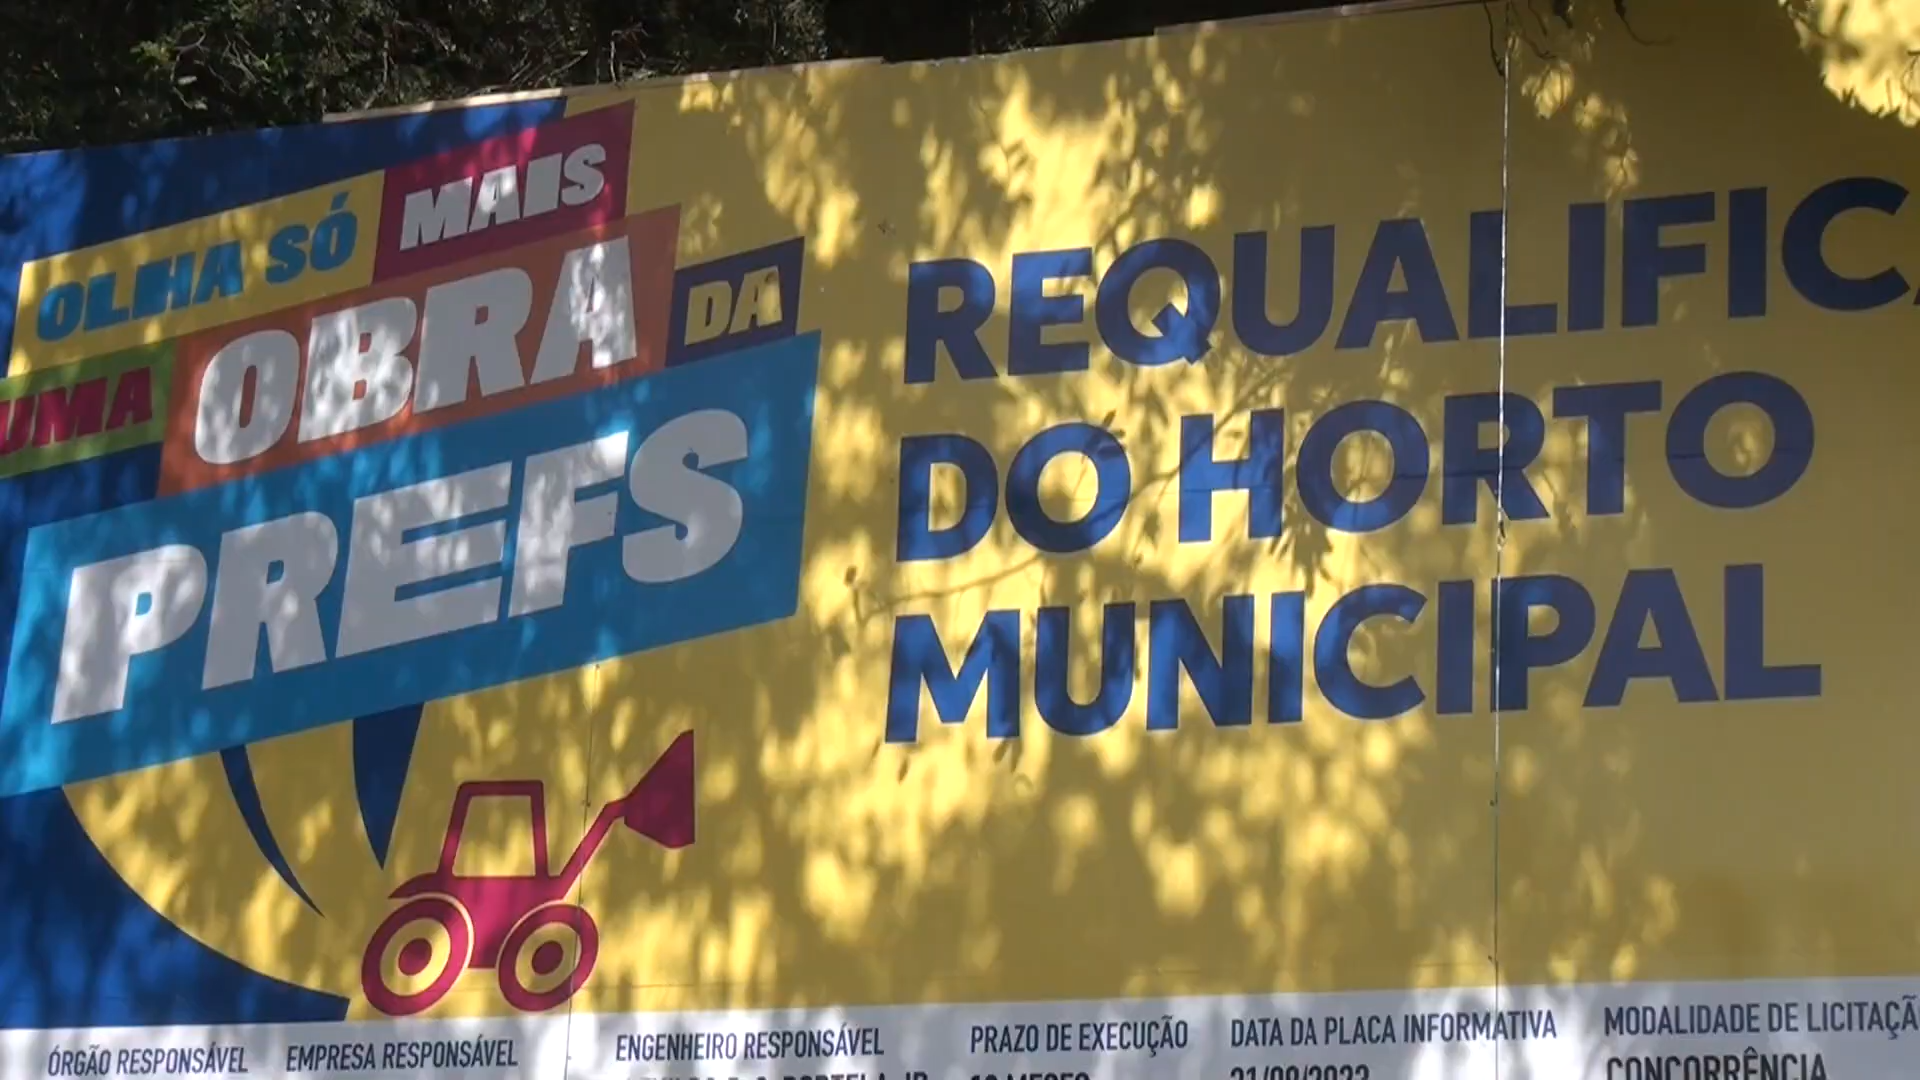 OLHA SÓ MAIS
UMA OBRA DA
PREFS
REQUALIFICA
DO HORTO
MUNICIPAL
ÓRGÃO RESPONSÁVEL
EMPRESA RESPONSÁVEL
ENGENHEIRO RESPONSÁVEL
PRAZO DE EXECUÇÃO
DATA DA PLACA INFORMATIVA
MODALIDADE DE LICITAÇÃ
CONCORRÊNCIA